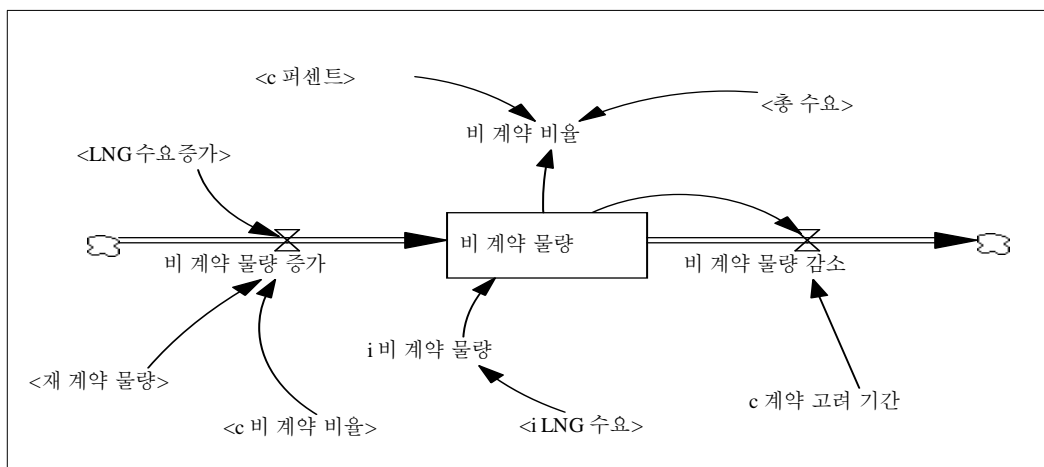 <c 퍼센트>
<총 수요>
비 계약 비율
<LNG 수요증가>
비 계약 물량
비 계약 물량 증가
비 계약 물량 감소
i 비 계약 물량
<재 계약 물량>
c 계약 고려 기간
<c 비 계약 비율>
<i LNG 수요>